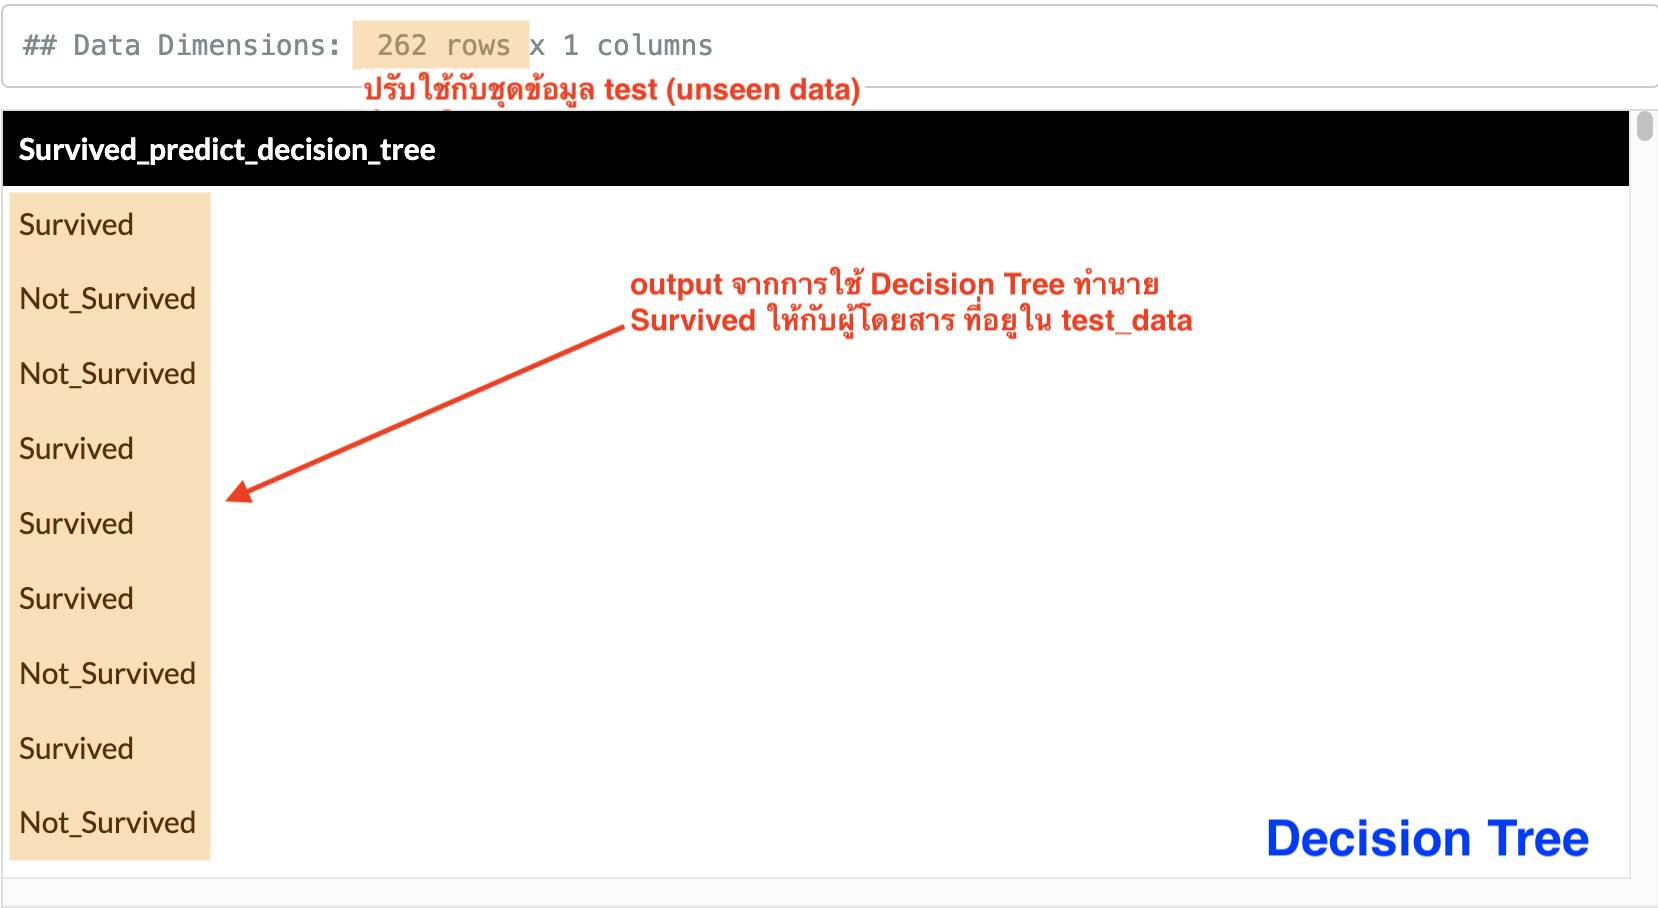 ## Data Dimensions:  262 rows x 1 columns
ปรับใช้กับชุดข้อมูล test (unseen data)
Survived_predict_decision_tree
Survived
Not_Survived
output จากการใช้ Decision Tree ทำนาย
Survived ให้กับผู้โดยสาร ที่อยู่ใน test_data
Not_Survived
Survived
Survived
Survived
Not_Survived
Survived
Not_Survived
Decision Tree